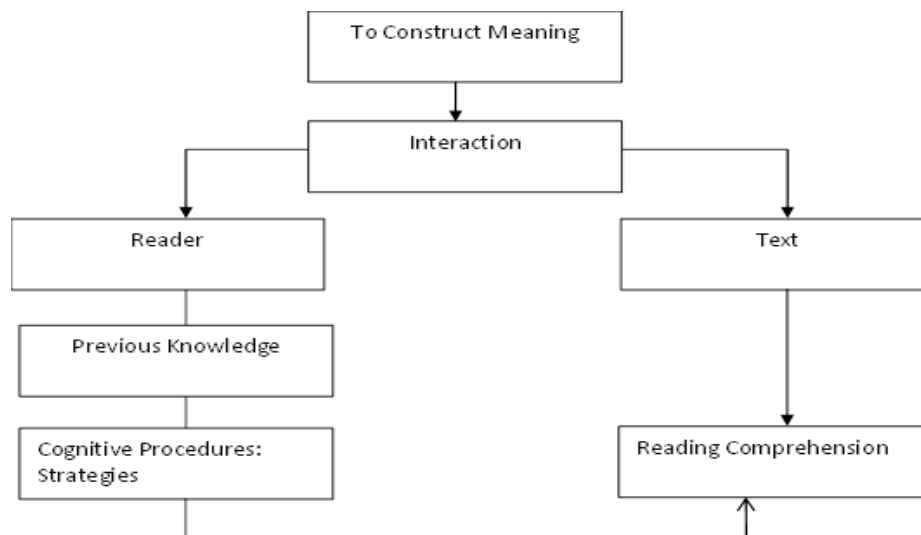 To Construct Meaning
Interaction
Reader
Text
Previous Knowledge
Cognitive Procedures:
Strategies
Reading Comprehension